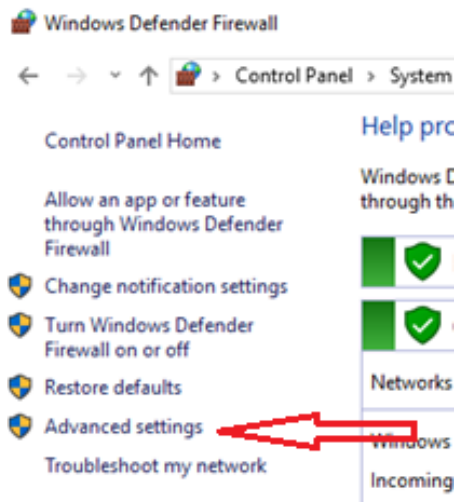 Windows Defender Firewall
Control Panel > System
Control Panel Home
Allow an app or feature
through Windows Defender
Firewall
Change notification settings
Turn Windows Defender
Firewall on or off
Restore defaults
Advanced settings
Troubleshoot my network
Help pro
Windows D
through th
Networks
Windows
Incoming